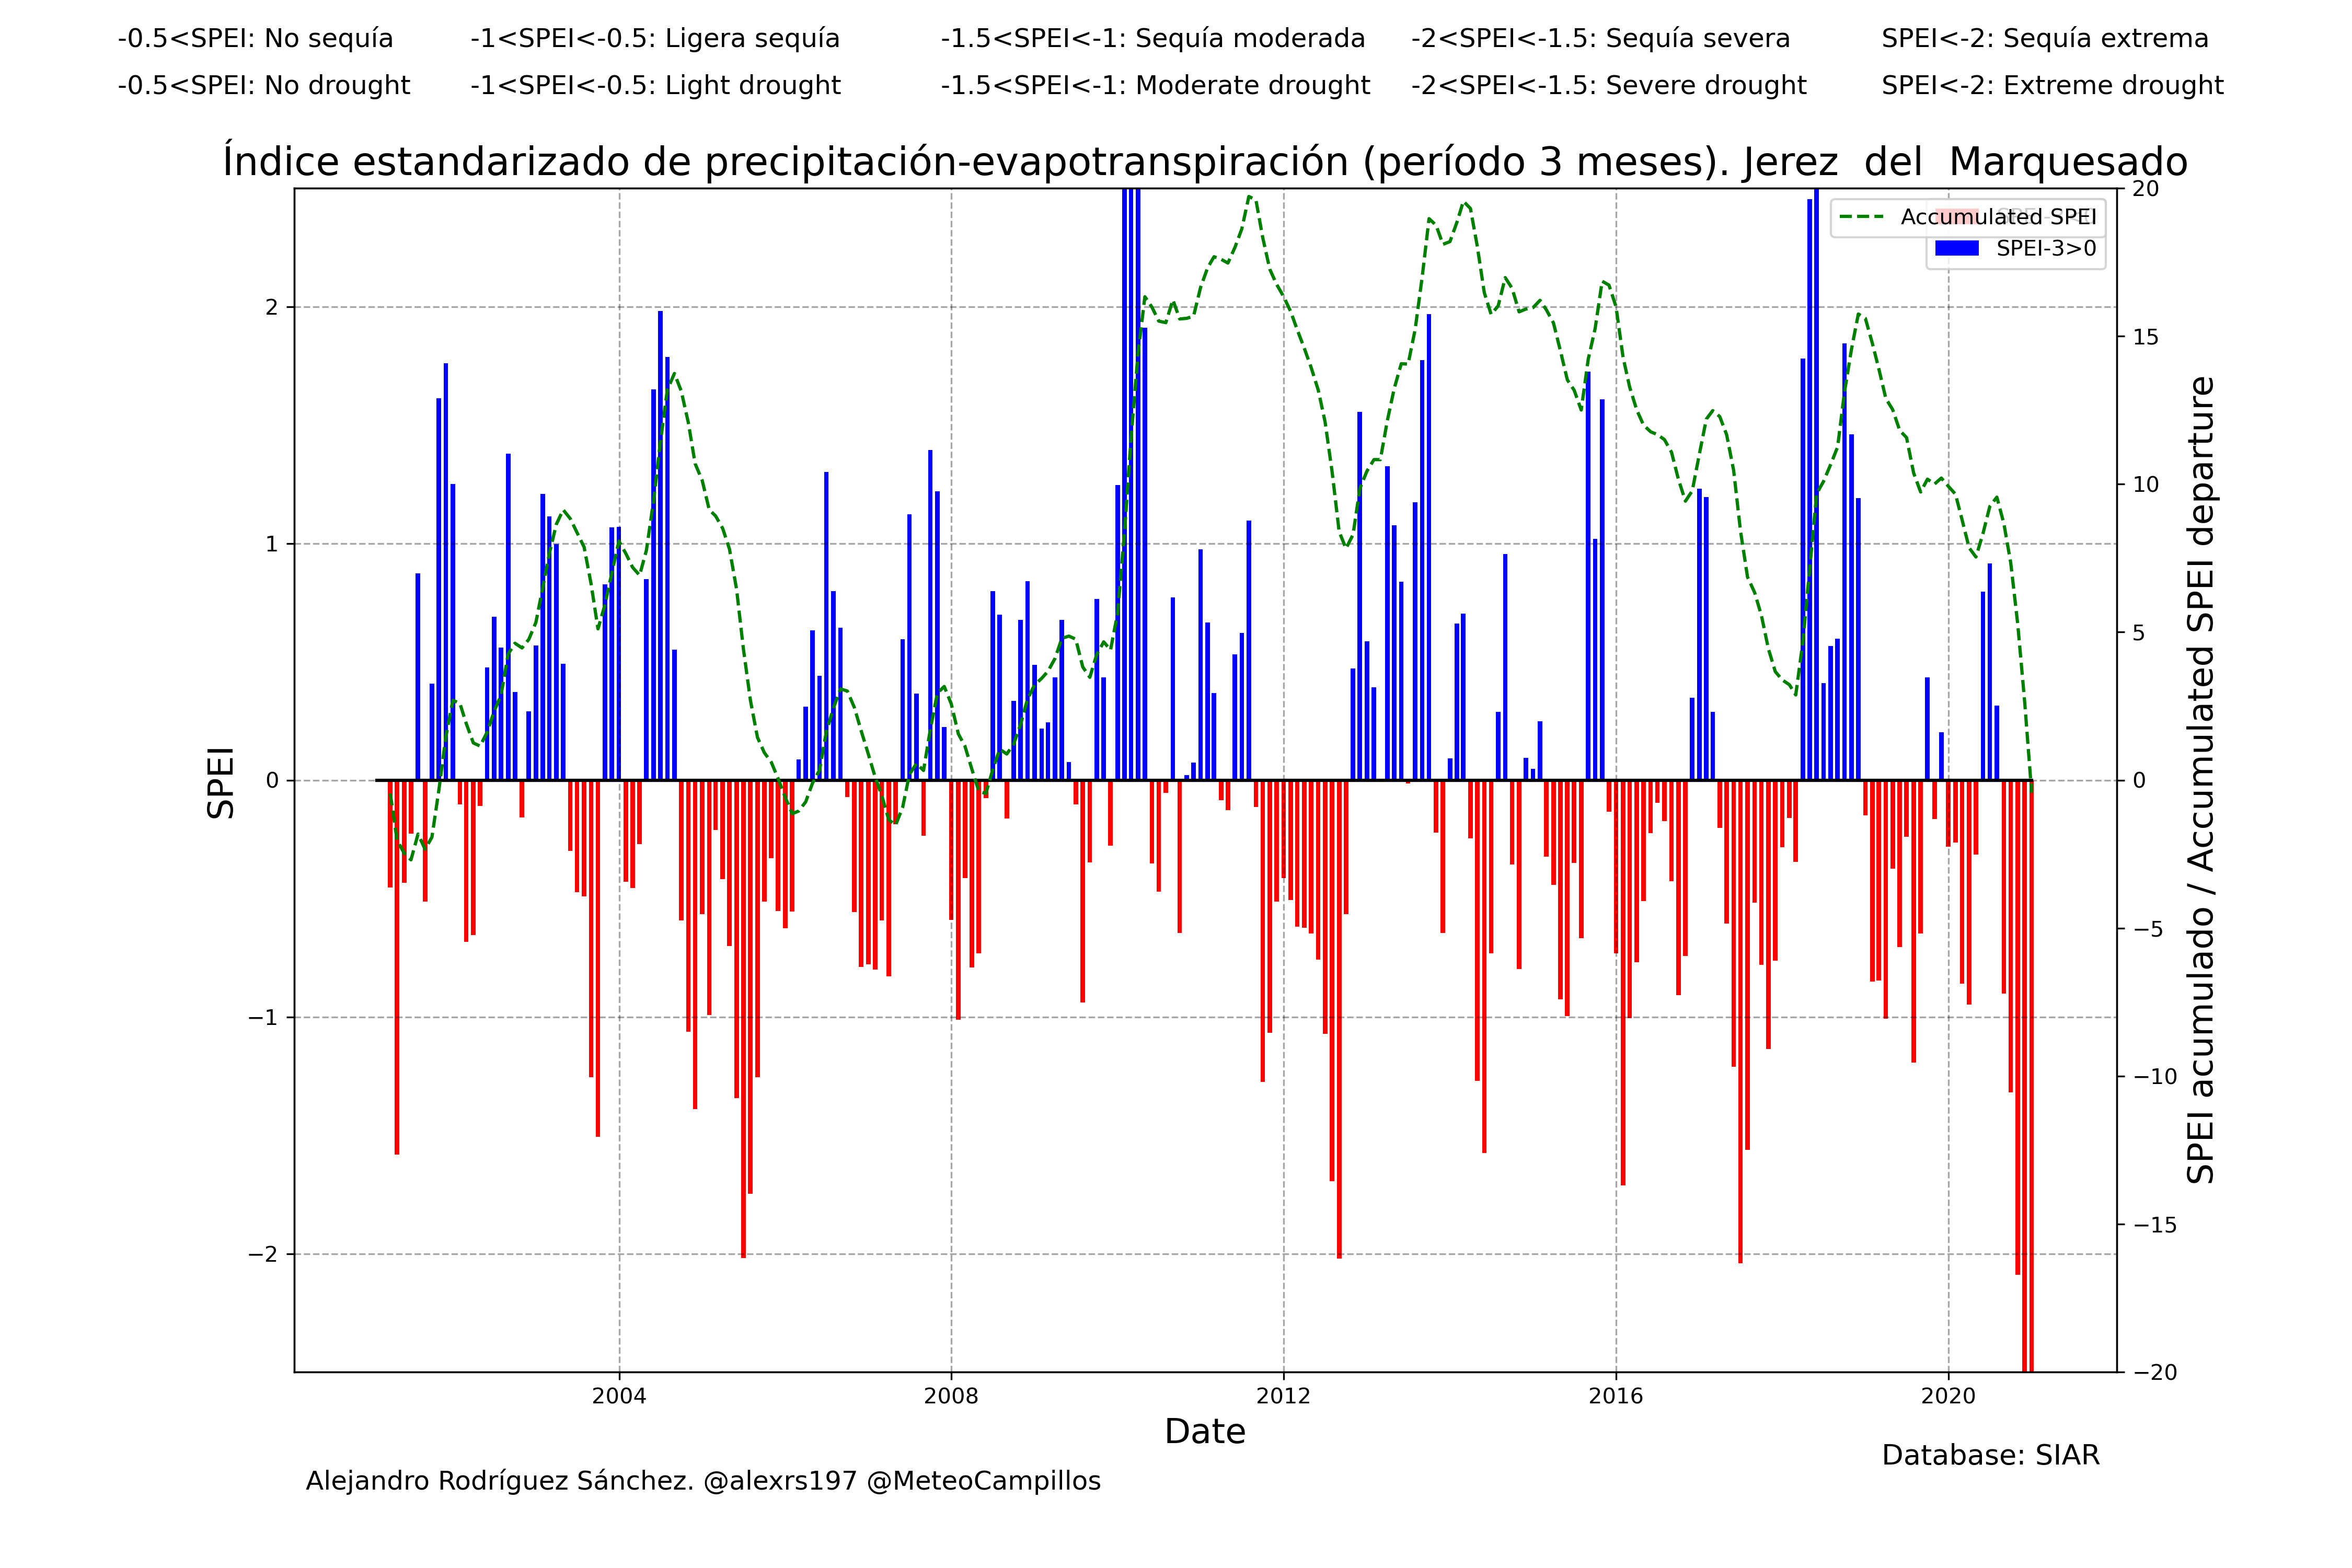 -0.5<SPEI: No sequía -1<SPEI<-0.5: Ligera sequía -1.5<SPEI<-1: Sequía moderada -2<SPEI<-1.5: Sequía severa SPEI<-2: Sequía extrema
-0.5<SPEI: No drought -1<SPEI<-0.5: Light drought -1.5<SPEI<-1: Moderate drought -2<SPEI<-1.5: Severe drought SPEI<-2: Extreme drought
Índice estandarizado de precipitación-evapotranspiración (período 3 meses). Jerez  del  Marquesado
Accumulated SPEI
SPEI-3>0
SPEI
2
1
0
−1
−2
20
15
10
5
0
−5
−10
−15
−20
SPEI acumulado / Accumulated SPEI departure
2004 2008 2012 2016 2020
Date
Database: SIAR
Alejandro Rodríguez Sánchez. @alexrs197 @MeteoCampillos